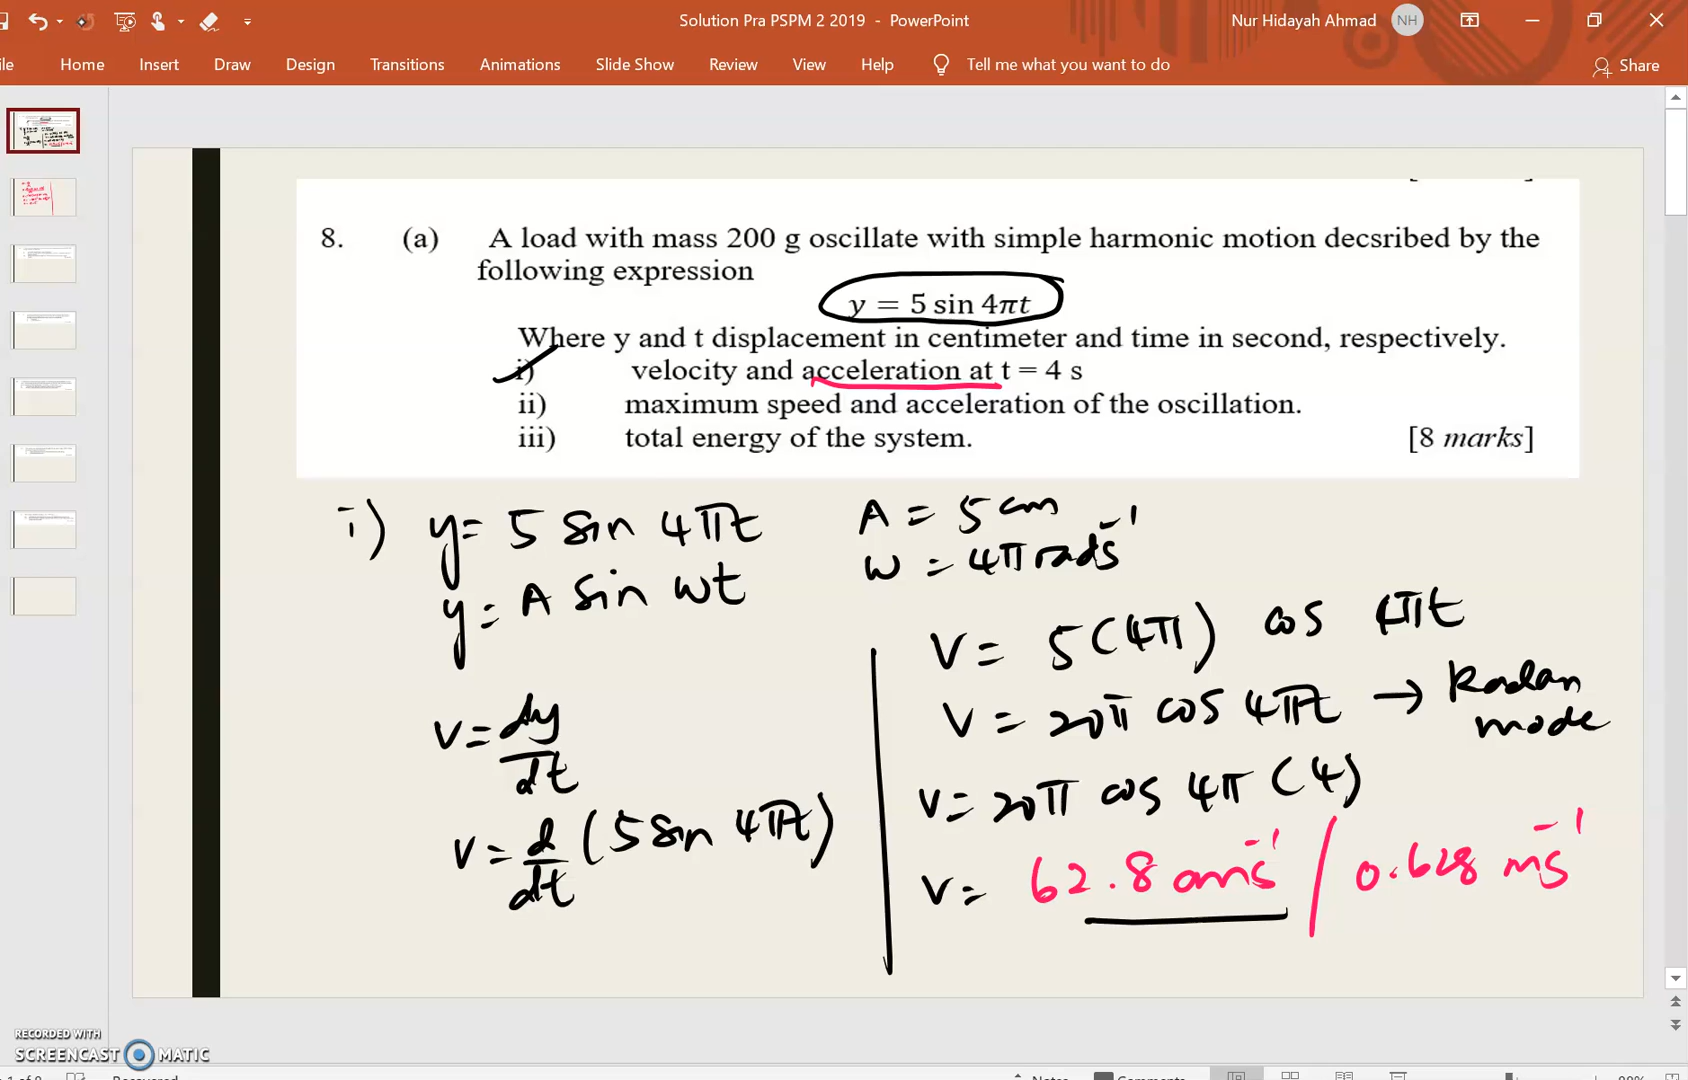 Solution Pra PSPM 2 2019 - PowerPoint
Nur Hidayah Ahmad NH
Home Insert Draw Design Transitions Animations Slide Show Review View Help Tell me what you want to do Share
8. (a) A load with mass 200 g oscillate with simple harmonic motion decsribed by the
following expression
y = 5 sin 4πt
Where y and t displacement in centimeter and time in second, respectively.
i) velocity and acceleration at t = 4 s
ii) maximum speed and acceleration of the oscillation.
iii) total energy of the system. [8 marks]
i) y = 5 sin 4πt
y = A sin ωt
A = 5 cm
ω = 4π rads⁻¹
v = dy/dt
v = d/dt (5 sin 4πt)
V = 5(4π) cos 4πt
V = 20π cos 4πt → Radian mode
V = 20π cos 4π(4)
V = 62.8 cms⁻¹ / 0.628 ms⁻¹
RECORDED WITH
SCREENCAST MATIC